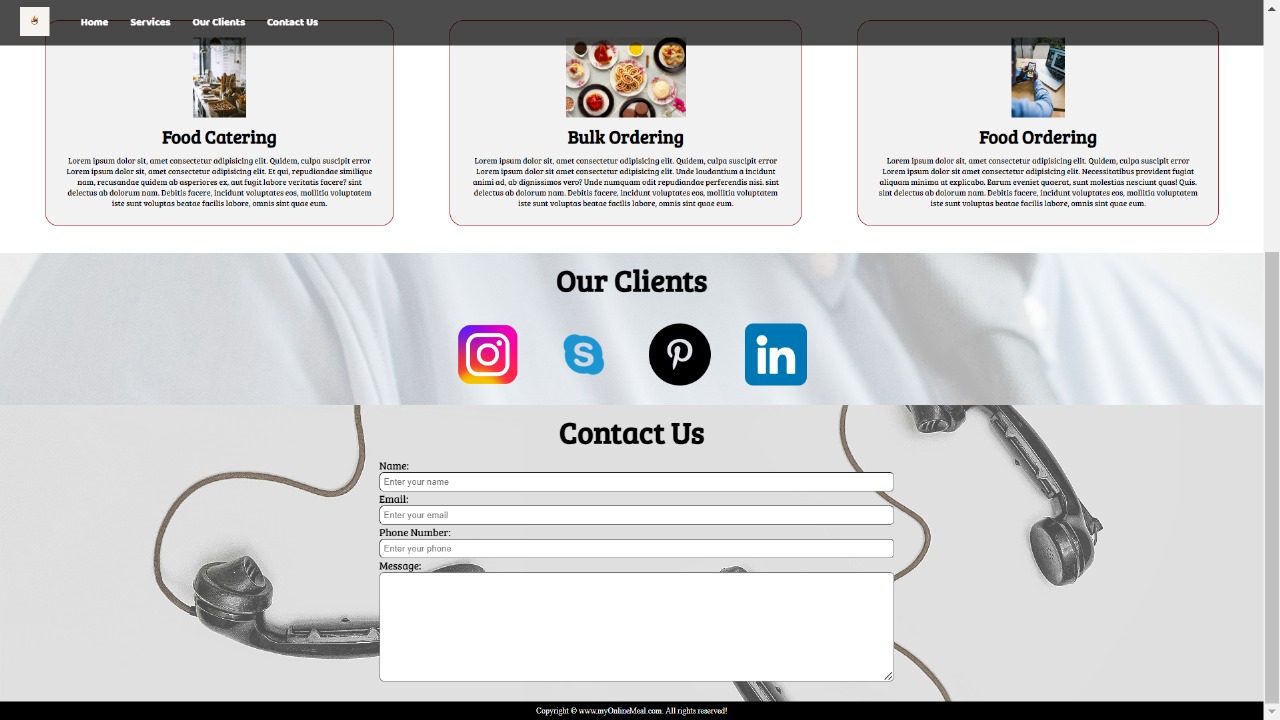 Home Services Our Clients Contact Us
Food Catering
Lorem ipsum dolor sit, amet consectetur adipisicing elit. Quidem, culpa suscipit error
Lorem ipsum dolor sit, amet consectetur adipisicing elit. Et qui, repudiandae similique
nam, recusandae quidem ab asperiores ex, aut fugit labore veritatis facere? sint
delectus ab dolorum nam. Debitis facere, incidunt voluptates eos, mollitia voluptatem
iste sunt voluptas beatae facilis labore, omnis sint quae eum.
Bulk Ordering
Lorem ipsum dolor sit, amet consectetur adipisicing elit. Quidem, culpa suscipit error
Lorem ipsum dolor sit, amet consectetur adipisicing elit. Unde laudantium a incidunt
animi ad, ab dignissimos vero? Unde numquam odit repudiandae perferendis nisi. sint
delectus ab dolorum nam. Debitis facere, incidunt voluptates eos, mollitia voluptatem
iste sunt voluptas beatae facilis labore, omnis sint quae eum.
Food Ordering
Lorem ipsum dolor sit, amet consectetur adipisicing elit. Quidem, culpa suscipit error
Lorem ipsum dolor sit, amet consectetur adipisicing elit. Necessitatibus provident fugiat
aliquam minima at explicabo. Earum eveniet quaerat, sunt molestias nesciunt quas! Quis.
sint delectus ab dolorum nam. Debitis facere, incidunt voluptates eos, mollitia voluptatem
iste sunt voluptas beatae facilis labore, omnis sint quae eum.
Our Clients
S
in
Contact Us
Name:
Enter your name
Email:
Enter your email
Phone Number:
Enter your phone
Message:
Copyright © www.myOnlineMeal.com. All rights reserved!